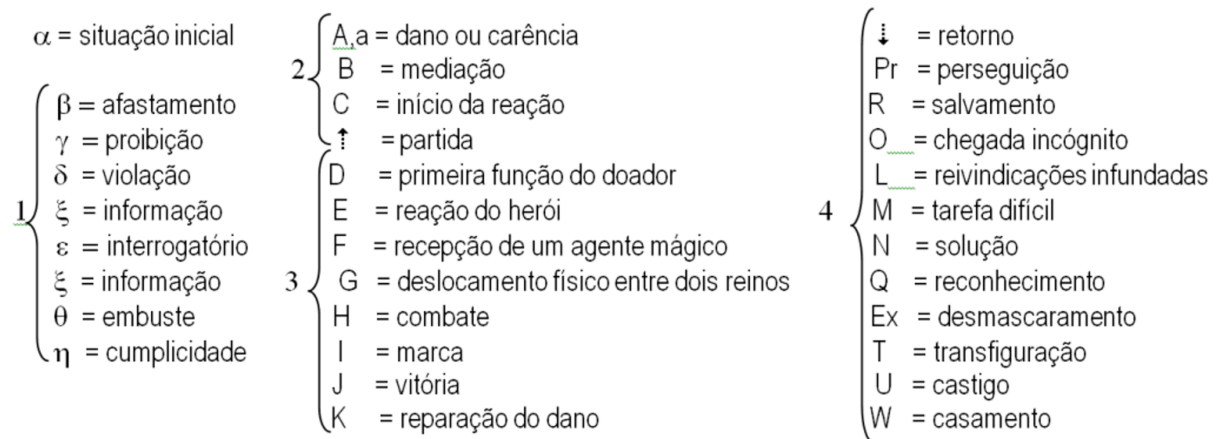 α = situação inicial
1
β = afastamento
γ = proibição
δ = violação
ξ = informação
ε = interrogatório
ξ = informação
θ = embuste
η = cumplicidade
2
A,a = dano ou carência
B = mediação
C = início da reação
⇡ = partida
3
D = primeira função do doador
E = reação do herói
F = recepção de um agente mágico
G = deslocamento físico entre dois reinos
H = combate
I = marca
J = vitória
K = reparação do dano
4
⇣ = retorno
Pr = perseguição
R = salvamento
O = chegada incógnito
L = reivindicações infundadas
M = tarefa difícil
N = solução
Q = reconhecimento
Ex = desmascaramento
T = transfiguração
U = castigo
W = casamento